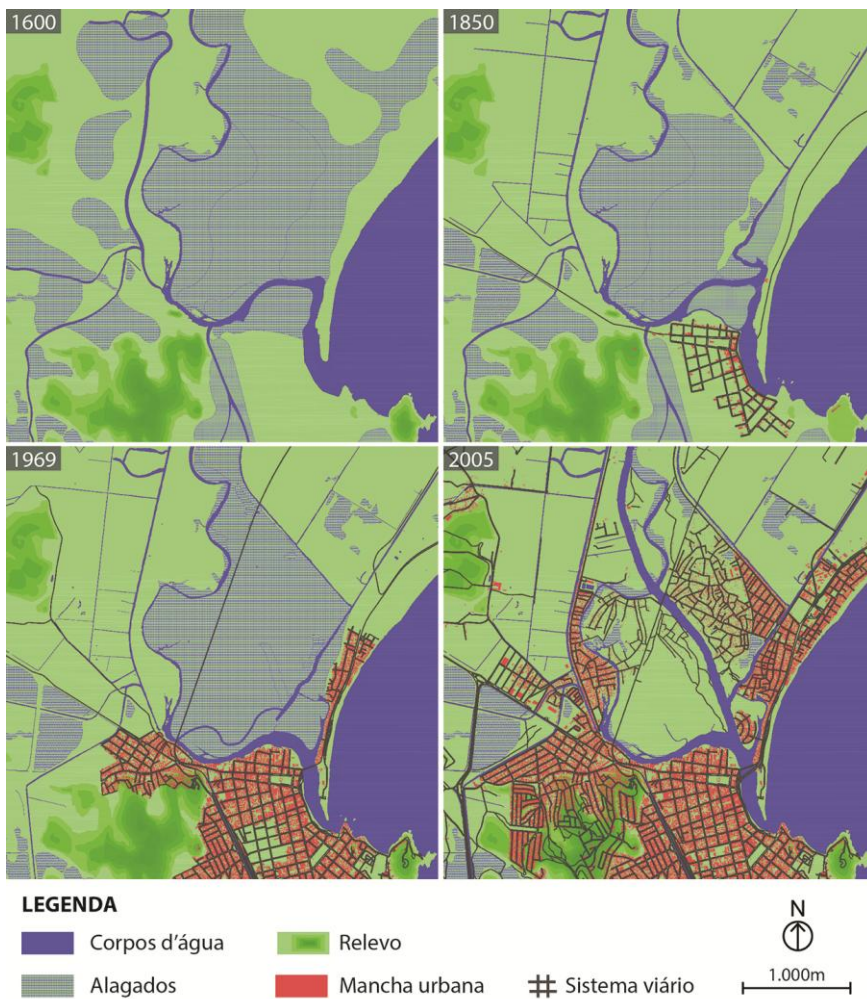 1600
1850
1969
2005
LEGENDA
Corpos d'água
Relevo
N
Alagados
Mancha urbana
Sistema viário
1.000m